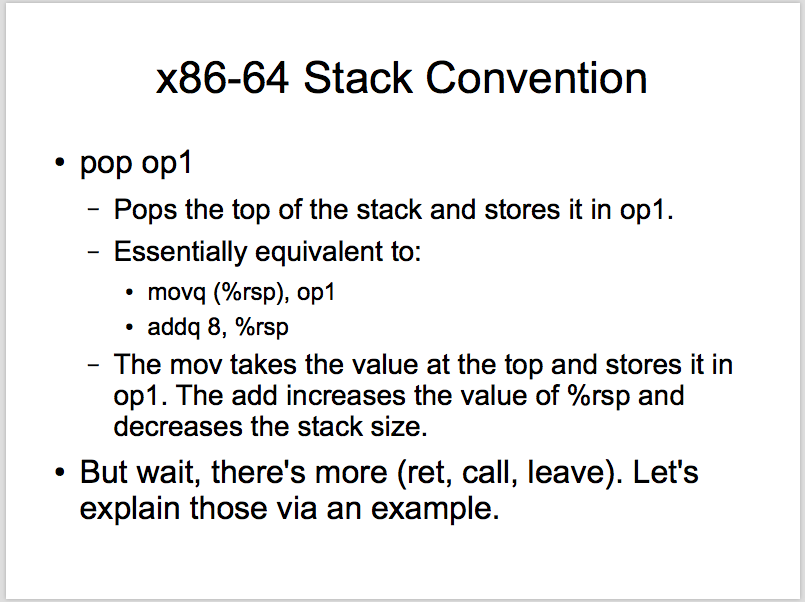 x86-64 Stack Convention
• pop op1
– Pops the top of the stack and stores it in op1.
– Essentially equivalent to:
• movq (%rsp), op1
• addq 8, %rsp
– The mov takes the value at the top and stores it in
op1. The add increases the value of %rsp and
decreases the stack size.
• But wait, there's more (ret, call, leave). Let's
explain those via an example.